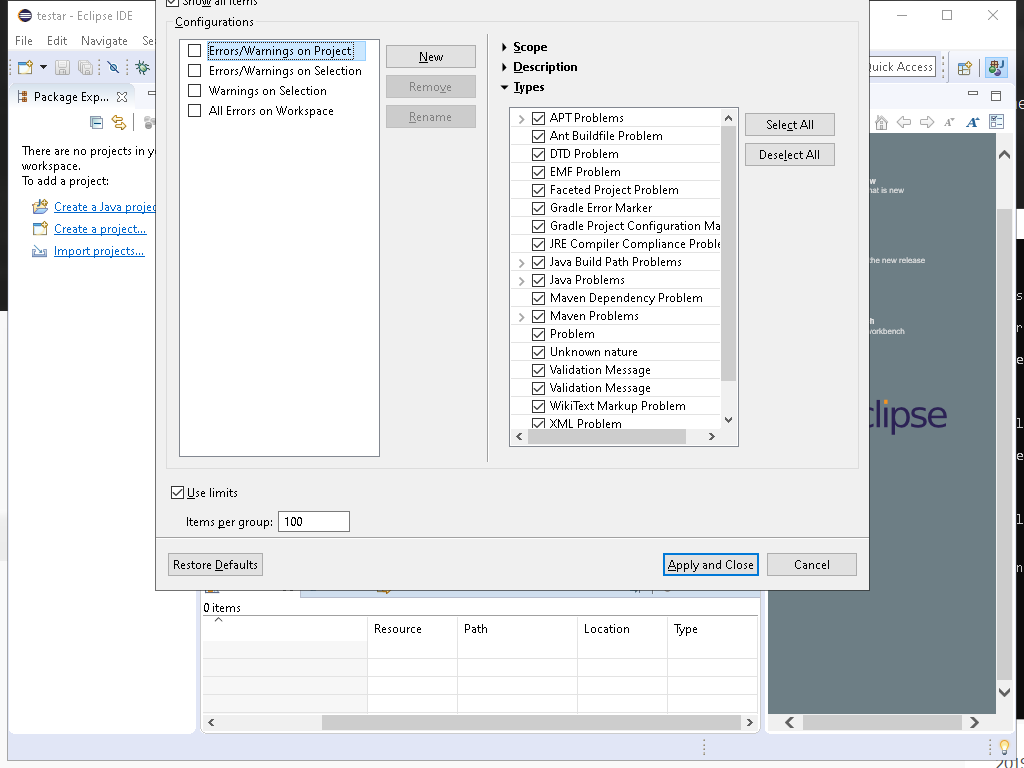 testar - Eclipse IDE
Show all items
File Edit Navigate
Configurations
Errors/Warnings on Project
Errors/Warnings on Selection
Warnings on Selection
All Errors on Workspace
New
Remove
Rename
Scope
Description
Types
APT Problems
Ant Buildfile Problem
DTD Problem
EMF Problem
Faceted Project Problem
Gradle Error Marker
Gradle Project Configuration Ma
JRE Compiler Compliance Proble
Java Build Path Problems
Java Problems
Maven Dependency Problem
Maven Problems
Problem
Unknown nature
Validation Message
Validation Message
WikiText Markup Problem
XML Problem
Select All
Deselect All
Quick Access
Package Exp...
There are no projects in y
workspace.
To add a project:
Create a Java projec
Create a project...
Import projects...
hat is new
the new release
workbench
clipse
Use limits
Items per group: 100
Restore Defaults
Apply and Close
Cancel
0 items
Resource Path Location Type
2019